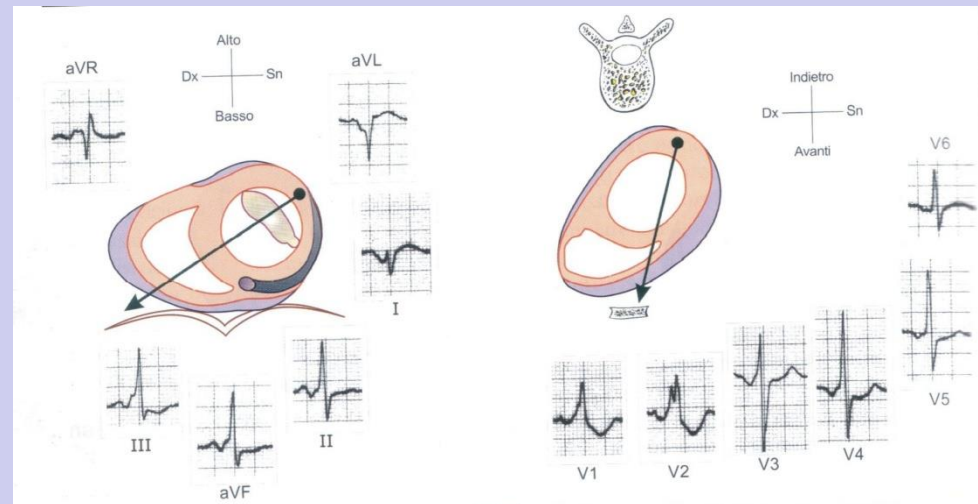 aVR
Alto
Dx
Sn
Basso
aVL
I
III
aVF
II
Indietro
Dx
Sn
Avanti
V6
V5
V1
V2
V3
V4